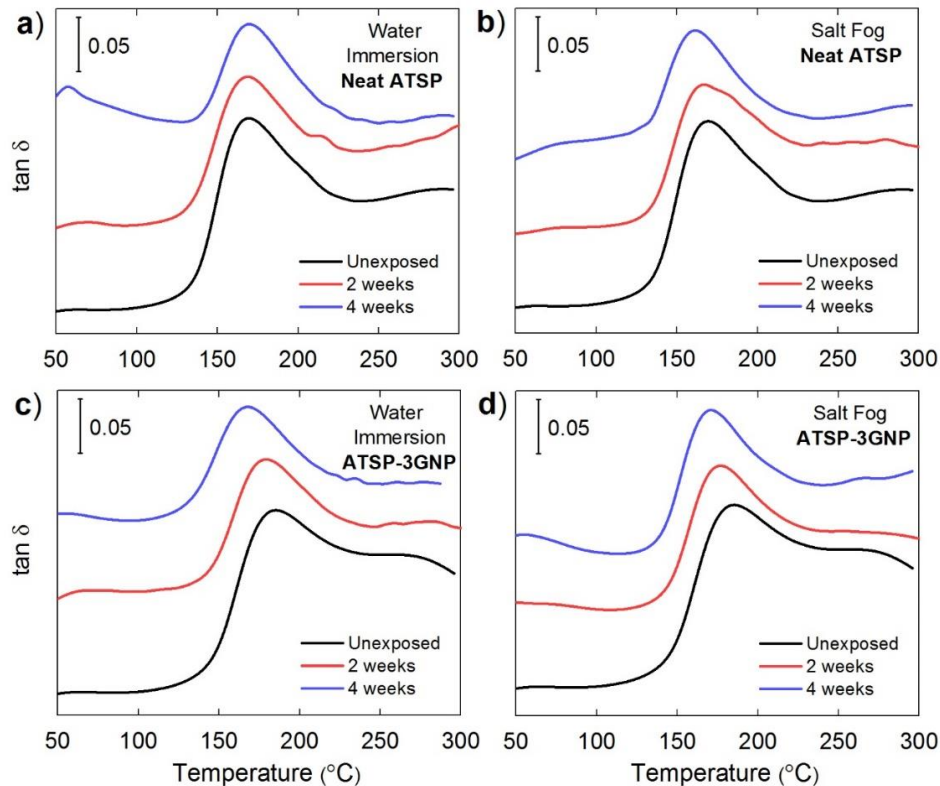 a)
0.05
Water
Immersion
Neat ATSP
tan δ
Unexposed
2 weeks
4 weeks
50 100 150 200 250 300
b)
0.05
Salt Fog
Neat ATSP
Unexposed
2 weeks
4 weeks
50 100 150 200 250 300
c)
0.05
Water
Immersion
ATSP-3GNP
tan δ
Unexposed
2 weeks
4 weeks
50 100 150 200 250 300
Temperature (°C)
d)
0.05
Salt Fog
ATSP-3GNP
Unexposed
2 weeks
4 weeks
50 100 150 200 250 300
Temperature (°C)